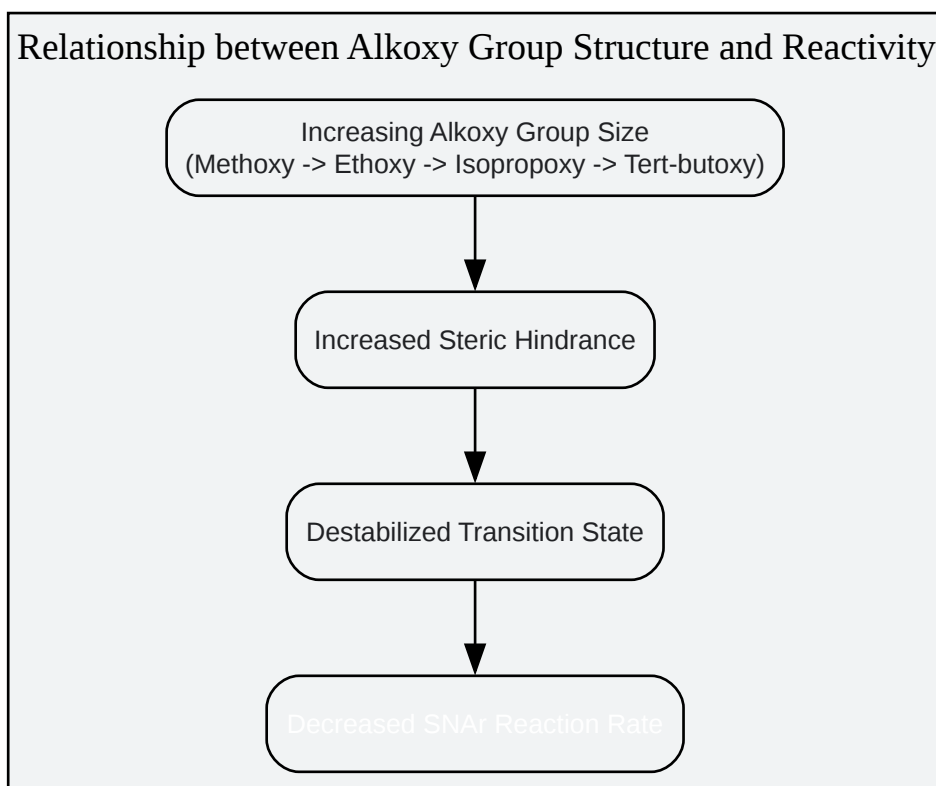 Relationship between Alkoxy Group Structure and Reactivity
Increasing Alkoxy Group Size
(Methoxy -> Ethoxy -> Isopropoxy -> Tert-butoxy)
Increased Steric Hindrance
Destabilized Transition State
Decreased SNAr Reaction Rate